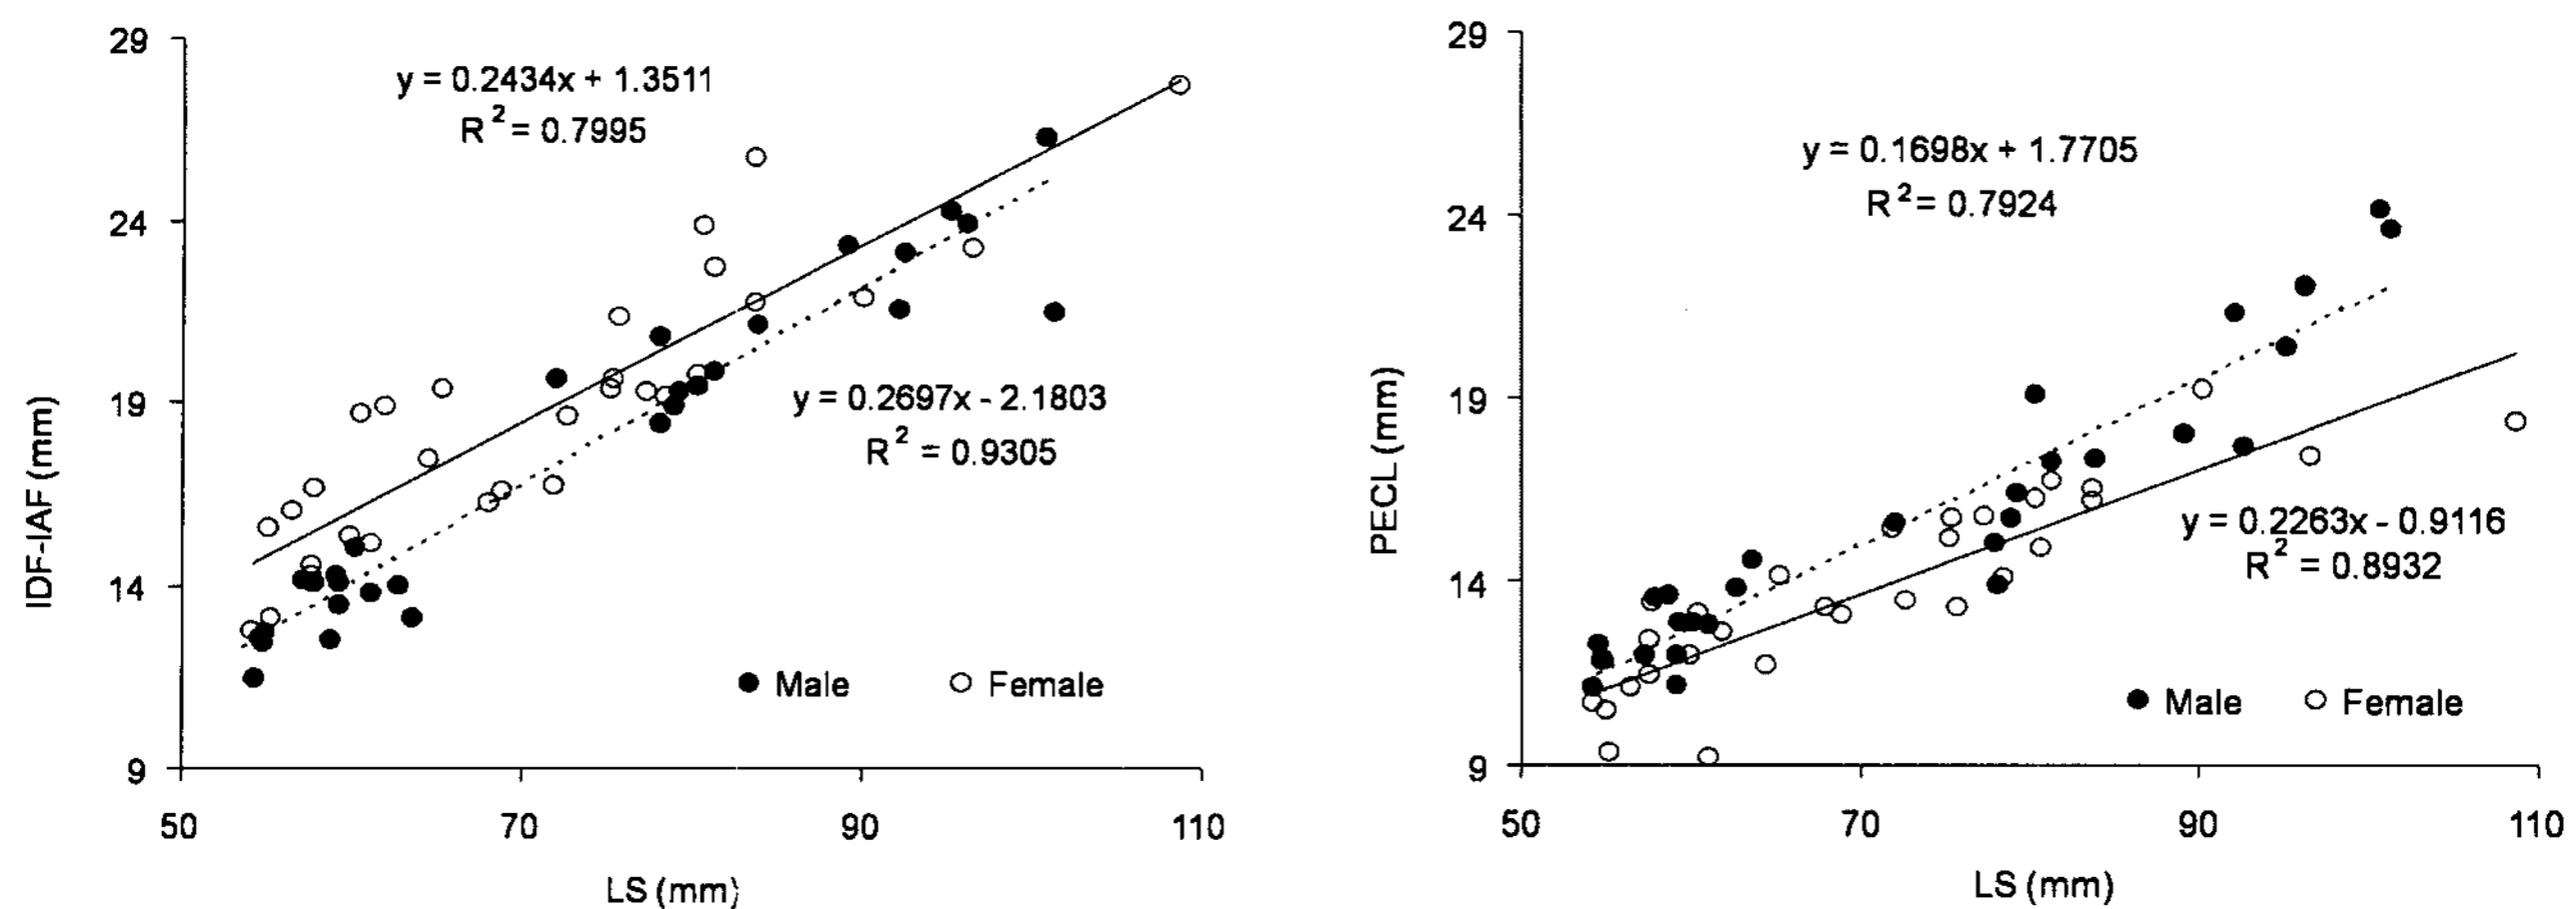 29
24
19
14
9
IDF-IAF (mm)
y = 0.2434x + 1.3511
R² = 0.7995
y = 0.2697x - 2.1803
R² = 0.9305
Male
Female
50
70
90
110
LS (mm)
29
24
19
14
9
PECL (mm)
y = 0.1698x + 1.7705
R² = 0.7924
y = 0.2263x - 0.9116
R² = 0.8932
Male
Female
50
70
90
110
LS (mm)